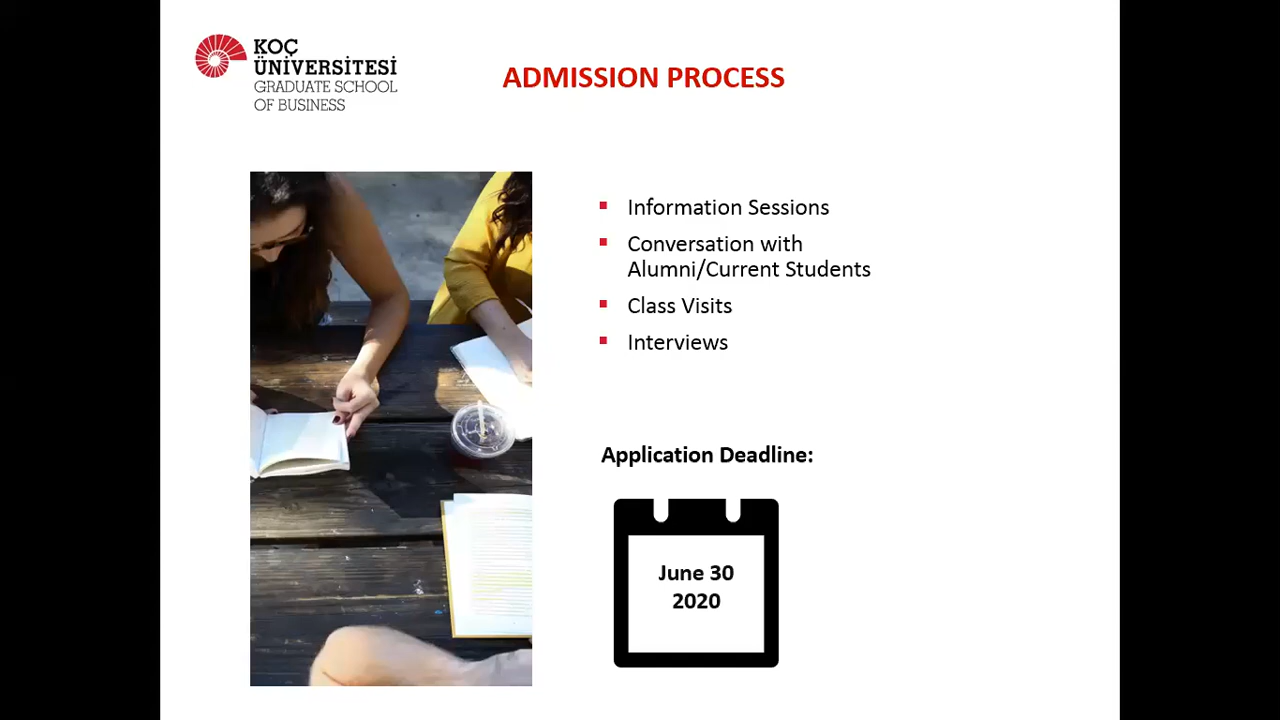 KOÇ
ÜNİVERSİTESİ
GRADUATE SCHOOL
OF BUSINESS
ADMISSION PROCESS
Information Sessions
Conversation with
Alumni/Current Students
Class Visits
Interviews
Application Deadline:
June 30
2020